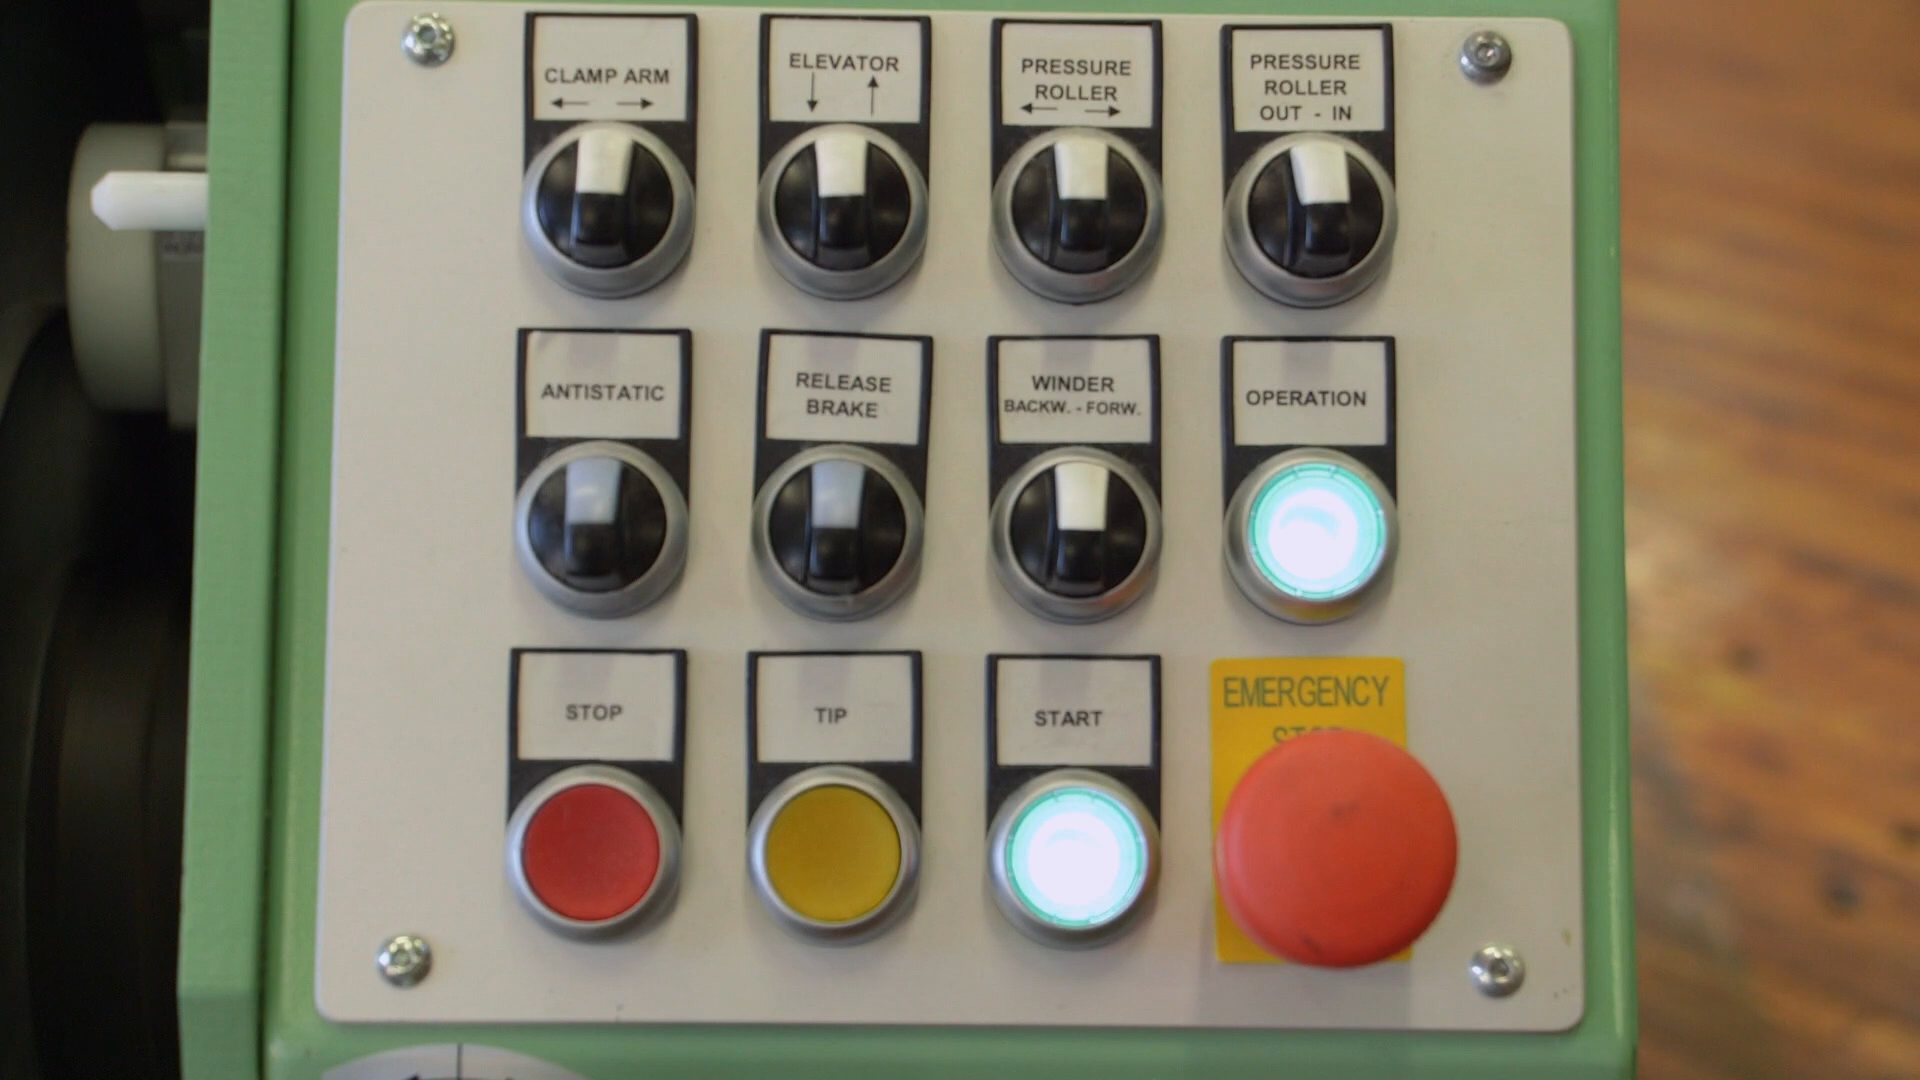 CLAMP ARM
ELEVATOR
PRESSURE
ROLLER
PRESSURE
ROLLER
OUT - IN
ANTISTATIC
RELEASE
BRAKE
WINDER
BACKW. - FORW.
OPERATION
STOP
TIP
START
EMERGENCY
STOP